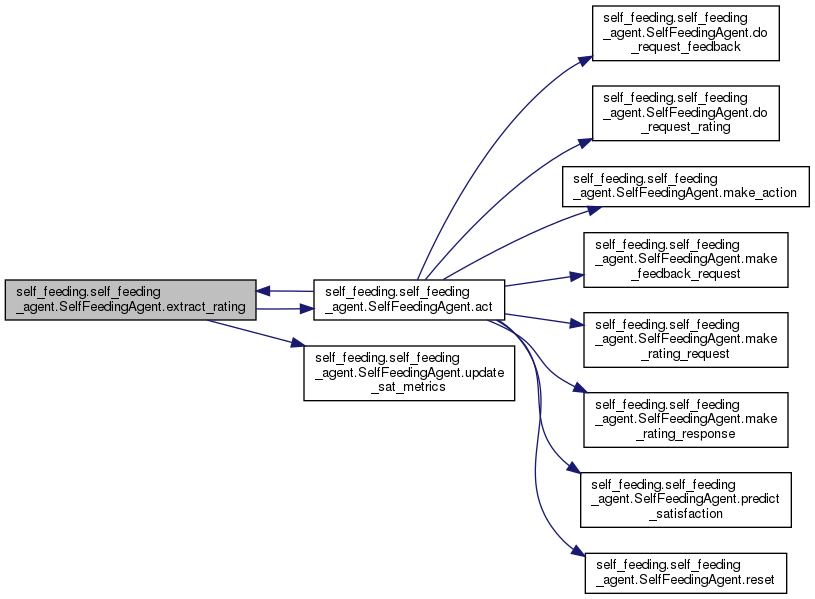 self_feeding.self_feeding
_agent.SelfFeedingAgent.do
_request_feedback
self_feeding.self_feeding
_agent.SelfFeedingAgent.do
_request_rating
self_feeding.self_feeding
_agent.SelfFeedingAgent.make_action
self_feeding.self_feeding
_agent.SelfFeedingAgent.make
_feedback_request
self_feeding.self_feeding
_agent.SelfFeedingAgent.extract_rating
self_feeding.self_feeding
_agent.SelfFeedingAgent.act
self_feeding.self_feeding
_agent.SelfFeedingAgent.make
_rating_request
self_feeding.self_feeding
_agent.SelfFeedingAgent.update
_sat_metrics
self_feeding.self_feeding
_agent.SelfFeedingAgent.make
_rating_response
self_feeding.self_feeding
_agent.SelfFeedingAgent.predict
_satisfaction
self_feeding.self_feeding
_agent.SelfFeedingAgent.reset